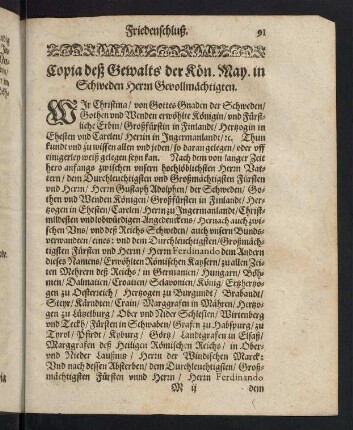 Friedenschluß. 91
Copia deß Gewalts der Kön. May. in
Schweden Herrn Gevollmächtigten.
WIr Christina / von Gottes Gnaden der Schweden /
Gothen und Wenden erwöhlte Königin / und Fürst-
liche Erbin / Großfürstin in Finlandt / Hertzogin in
Ehesten und Carelen / Herrin in Ingermanlandt / ꝛc. Thun
kundt und zu wissen allen und jeden / so daran gelegen / oder uff
einigerley weiß gelegen seyn kan. Nach dem von langer Zeit
hero anfangs zwischen unsern hochlöblichsten Herrn Vat-
tern / dem Durchleuchtigsten und Großmächtigsten Fürsten
und Herrn / Herrn Gustaph Adolphen / der Schweden / Go-
then und Wenden Königen / Großfürsten in Finlandt / Her-
tzogen in Ehesten / Carelen / Herrn zu Ingermanlandt / Christ-
mildesten und lobwürdigen Angedenckens / Hernach auch zwi-
schen Uns / und deß Reichs Schweden / auch unsern Bunds-
verwandten / eines: und dem Durchleuchtigsten / Großmäch-
tigsten Fürsten und Herrn / Herrn Ferdinando dem Andern
dieses Namens / Erwöhlten Römischen Kaysern / zu allen Zei-
ten Mehrern deß Reichs / in Germanien / Hungarn / Böh-
men / Dalmatien / Croatien / Sclavonien / König / Ertzhertzo-
gen zu Oesterreich / Hertzogen zu Burgundt / Brabandt /
Steyr / Kärndten / Crain / Marggrafen in Mähren / Hertzo-
gen zu Lützelburg / Ober und Nider Schlesien / Wirtenberg
und Teckh / Fürsten in Schwaben / Grafen zu Habspurg / zu
Tyrol / Pfirdt / Kyburg / Görtz / Landtgrafen in Elsaß /
Marggrafen deß Heiligen Römischen Reichs / in Ober-
und Nieder Laußnitz / Herrn der Windischen Marck:
Und nach dessen Absterben / dem Durchleuchtigsten / Groß-
mächtigsten Fürsten unnd Herrn / Herrn Ferdinando
M ij dem